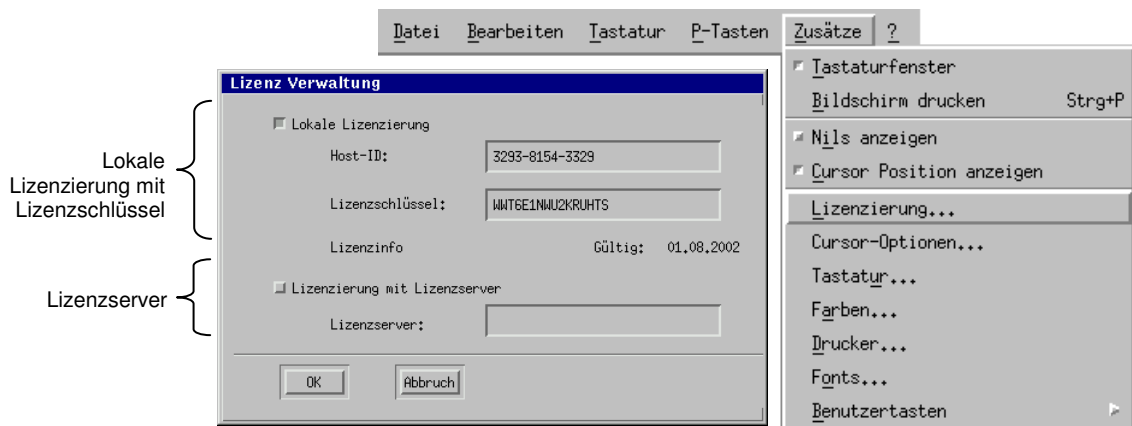 Datei Bearbeiten Tastatur P-Tasten Zusätze ?
Tastaturfenster
Bildschirm drucken Strg+P
Nils anzeigen
Cursor Position anzeigen
Lizenzierung...
Cursor-Optionen...
Tastatur...
Farben...
Drucker...
Fonts...
Benutzertasten
Lizenz Verwaltung
Lokale Lizenzierung
Host-ID: 3293-8154-3329
Lizenzschlüssel: WWT6E1NWU2KRUHTS
Lizenzinfo Gültig: 01.08.2002
Lizenzierung mit Lizenzserver
Lizenzserver:
OK Abbruch
Lokale
Lizenzierung mit
Lizenzschlüssel
Lizenzserver